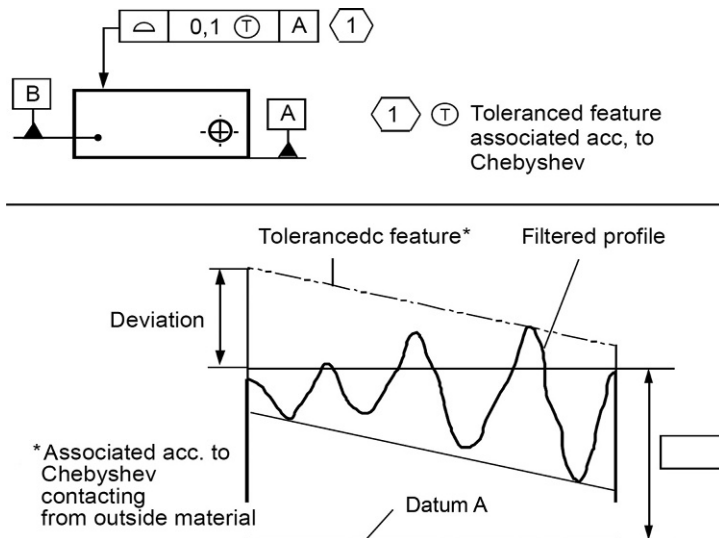 ⌓ 0,1 Ⓣ A 1
B
A
1 Ⓣ Toleranced feature
associated acc, to
Chebyshev
Tolerancedc feature*
Filtered profile
Deviation
*Associated acc. to
Chebyshev
contacting
from outside material
Datum A